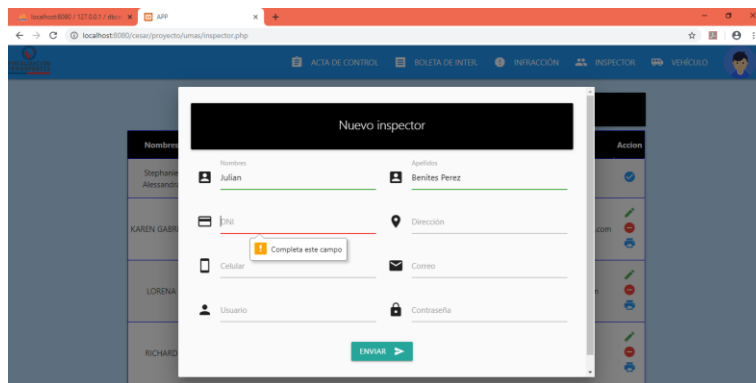 localhost:8080 / 127.0.0.1 / dbo
APP
localhost:8080/cesar/proyecto/umas/inspector.php
ACTA DE CONTROL
BOLETA DE INTER.
INFRACCIÓN
INSPECTOR
VEHÍCULO
Nuevo inspector
Nombres
Accion
Nombres
Julian
Apellidos
Benites Perez
Stephanie
Alessandra
DNI
Dirección
KAREN GABRI
.com
Completa este campo
Celular
Correo
LORENA
Usuario
Contraseña
RICHARD
ENVIAR